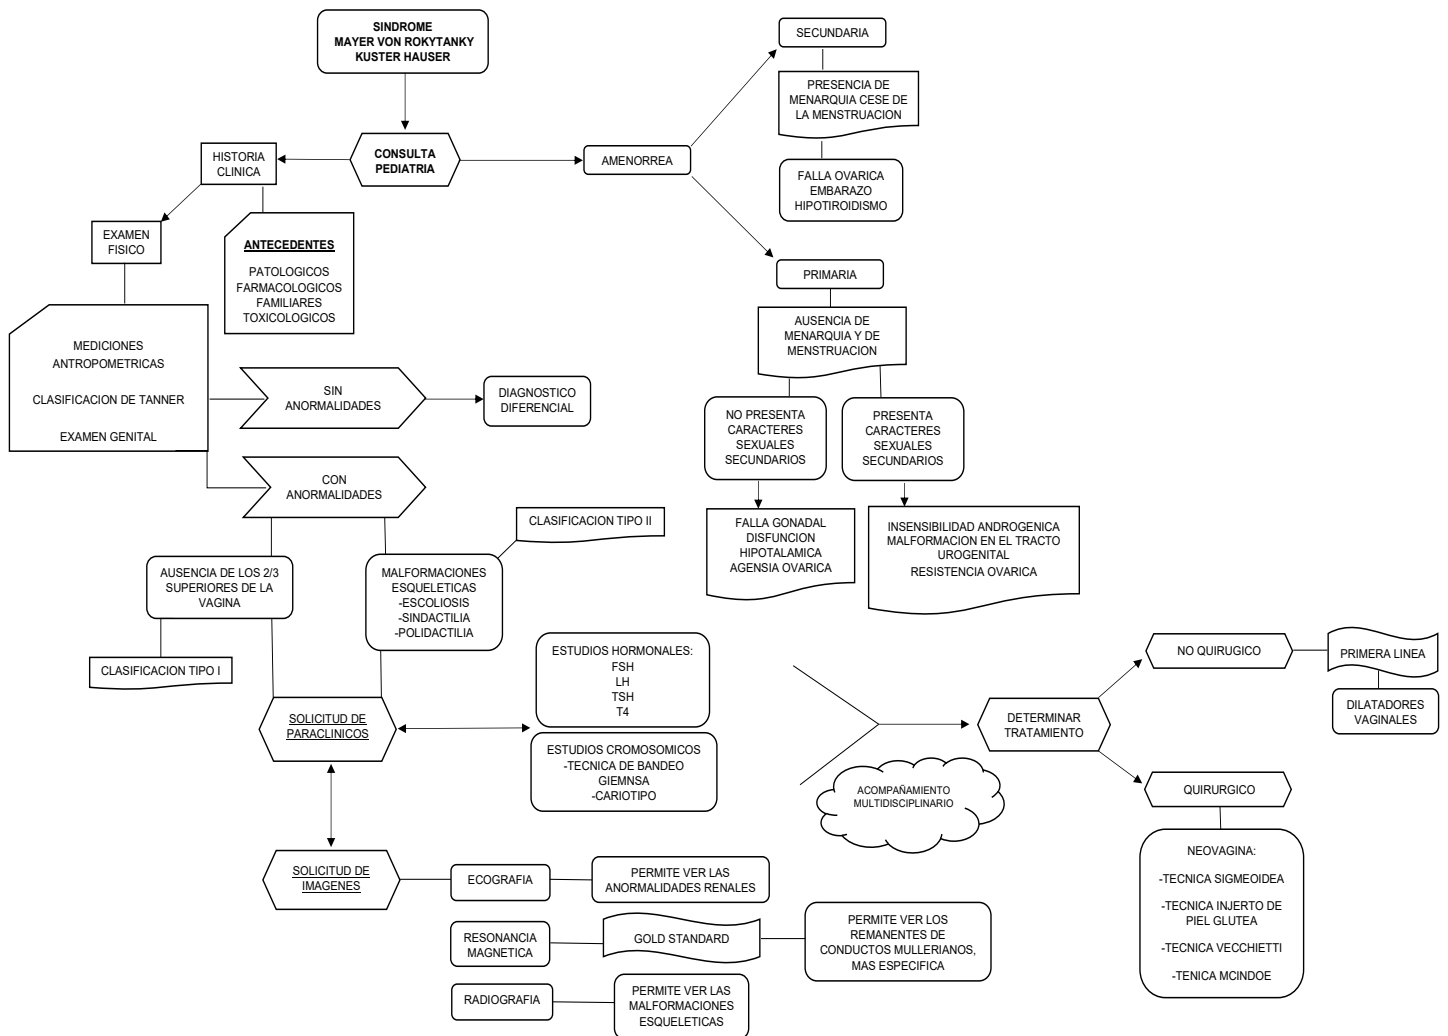 SINDROME
MAYER VON ROKYTANKY
KUSTER HAUSER
CONSULTA
PEDIATRIA
HISTORIA
CLINICA
EXAMEN
FISICO
ANTECEDENTES
PATOLOGICOS
FARMACOLOGICOS
FAMILIARES
TOXICOLOGICOS
MEDICIONES
ANTROPOMETRICAS
CLASIFICACION DE TANNER
EXAMEN GENITAL
SIN
ANORMALIDADES
DIAGNOSTICO
DIFERENCIAL
CON
ANORMALIDADES
AUSENCIA DE LOS 2/3
SUPERIORES DE LA
VAGINA
CLASIFICACION TIPO I
MALFORMACIONES
ESQUELETICAS
-ESCOLIOSIS
-SINDACTILIA
-POLIDACTILIA
CLASIFICACION TIPO II
AMENORREA
SECUNDARIA
PRESENCIA DE
MENARQUIA CESE DE
LA MENSTRUACION
FALLA OVARICA
EMBARAZO
HIPOTIROIDISMO
PRIMARIA
AUSENCIA DE
MENARQUIA Y DE
MENSTRUACION
NO PRESENTA
CARACTERES
SEXUALES
SECUNDARIOS
PRESENTA
CARACTERES
SEXUALES
SECUNDARIOS
FALLA GONADAL
DISFUNCION
HIPOTALAMICA
AGENSIA OVARICA
INSENSIBILIDAD ANDROGENICA
MALFORMACION EN EL TRACTO
UROGENITAL
RESISTENCIA OVARICA
SOLICITUD DE
PARACLINICOS
ESTUDIOS HORMONALES:
FSH
LH
TSH
T4
ESTUDIOS CROMOSOMICOS
-TECNICA DE BANDEO
GIEMNSA
-CARIOTIPO
SOLICITUD DE
IMAGENES
ECOGRAFIA
PERMITE VER LAS
ANORMALIDADES RENALES
RESONANCIA
MAGNETICA
GOLD STANDARD
PERMITE VER LOS
REMANENTES DE
CONDUCTOS MULLERIANOS,
MAS ESPECIFICA
RADIOGRAFIA
PERMITE VER LAS
MALFORMACIONES
ESQUELETICAS
ACOMPAÑAMIENTO
MULTIDISCIPLINARIO
DETERMINAR
TRATAMIENTO
NO QUIRUGICO
PRIMERA LINEA
DILATADORES
VAGINALES
QUIRURGICO
NEOVAGINA:
-TECNICA SIGMEOIDEA
-TECNICA INJERTO DE
PIEL GLUTEA
-TECNICA VECCHIETTI
-TENICA MCINDOE